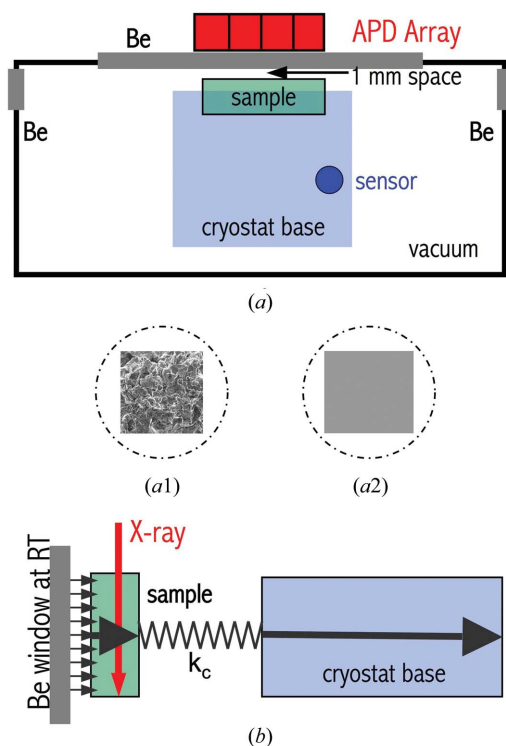 Be
APD Array
1 mm space
sample
Be
Be
sensor
cryostat base
vacuum
(a)
(a1)
(a2)
Be window at RT
X-ray
sample
kc
cryostat base
(b)